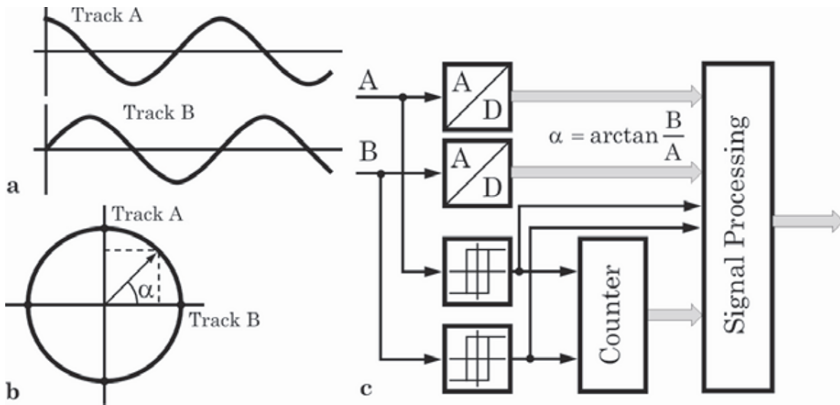 Track A
Track B
a
Track A
α
Track B
b
A
A
D
α = arctan B/A
B
A
D
Counter
Signal Processing
c